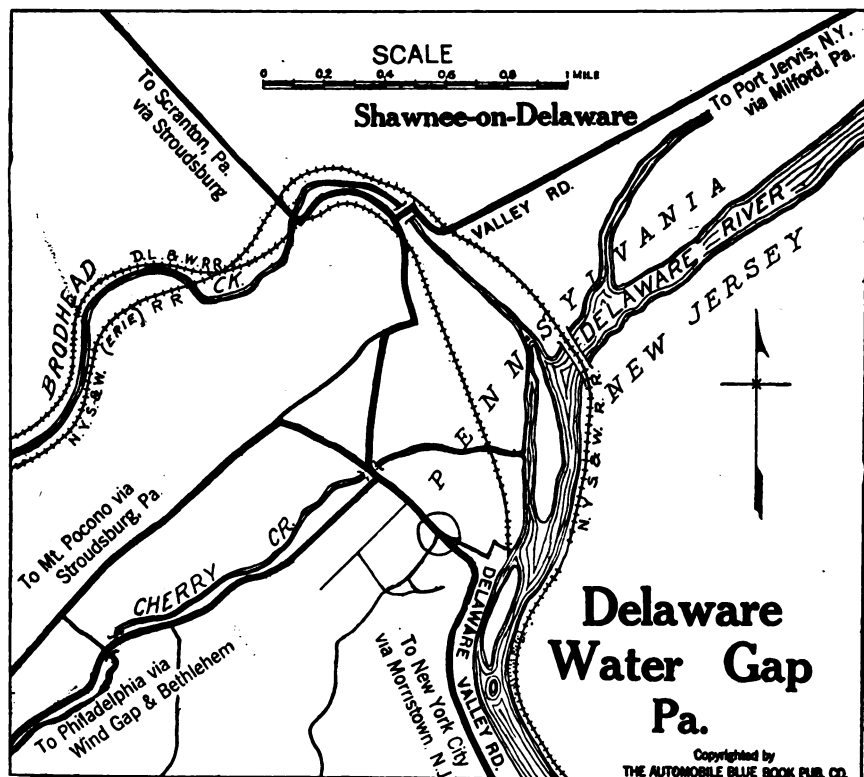 SCALE
0 0.2 0.4 0.6 0.8 1 MILE
Shawnee-on-Delaware
To Port Jervis, N.Y.
via Milford, Pa.
To Scranton, Pa.
via Stroudsburg
VALLEY RD.
PENNSYLVANIA
DELAWARE RIVER
NEW JERSEY
BRODHEAD CK.
D.L. & W. RR.
N.Y.S. & W. (ERIE) R R
N.Y.S & W. R. R.
To Mt. Pocono via
Stroudsburg, Pa.
CHERRY CR.
To Philadelphia via
Wind Gap & Bethlehem
To New York City
via Morristown, N.J.
DELAWARE VALLEY RD.
Delaware
Water Gap
Pa.
Copyrighted by
THE AUTOMOBILE BLUE BOOK PUB. CO.